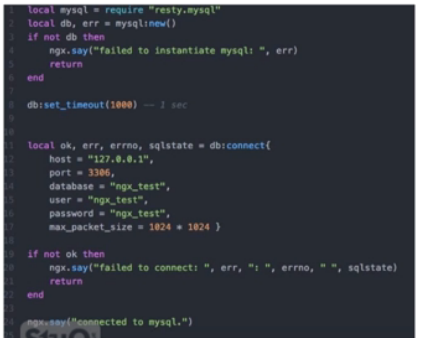 local mysql = require "resty.mysql"
local db, err = mysql:new()
if not db then
ngx.say("failed to instantiate mysql: ", err)
return
end
db:set_timeout(1000) -- 1 sec
local ok, err, errno, sqlstate = db:connect{
host = "127.0.0.1",
port = 3306,
database = "ngx_test",
user = "ngx_test",
password = "ngx_test",
max_packet_size = 1024 * 1024 }
if not ok then
ngx.say("failed to connect: ", err, ": ", errno, " ", sqlstate)
return
end
ngx.say("connected to mysql.")